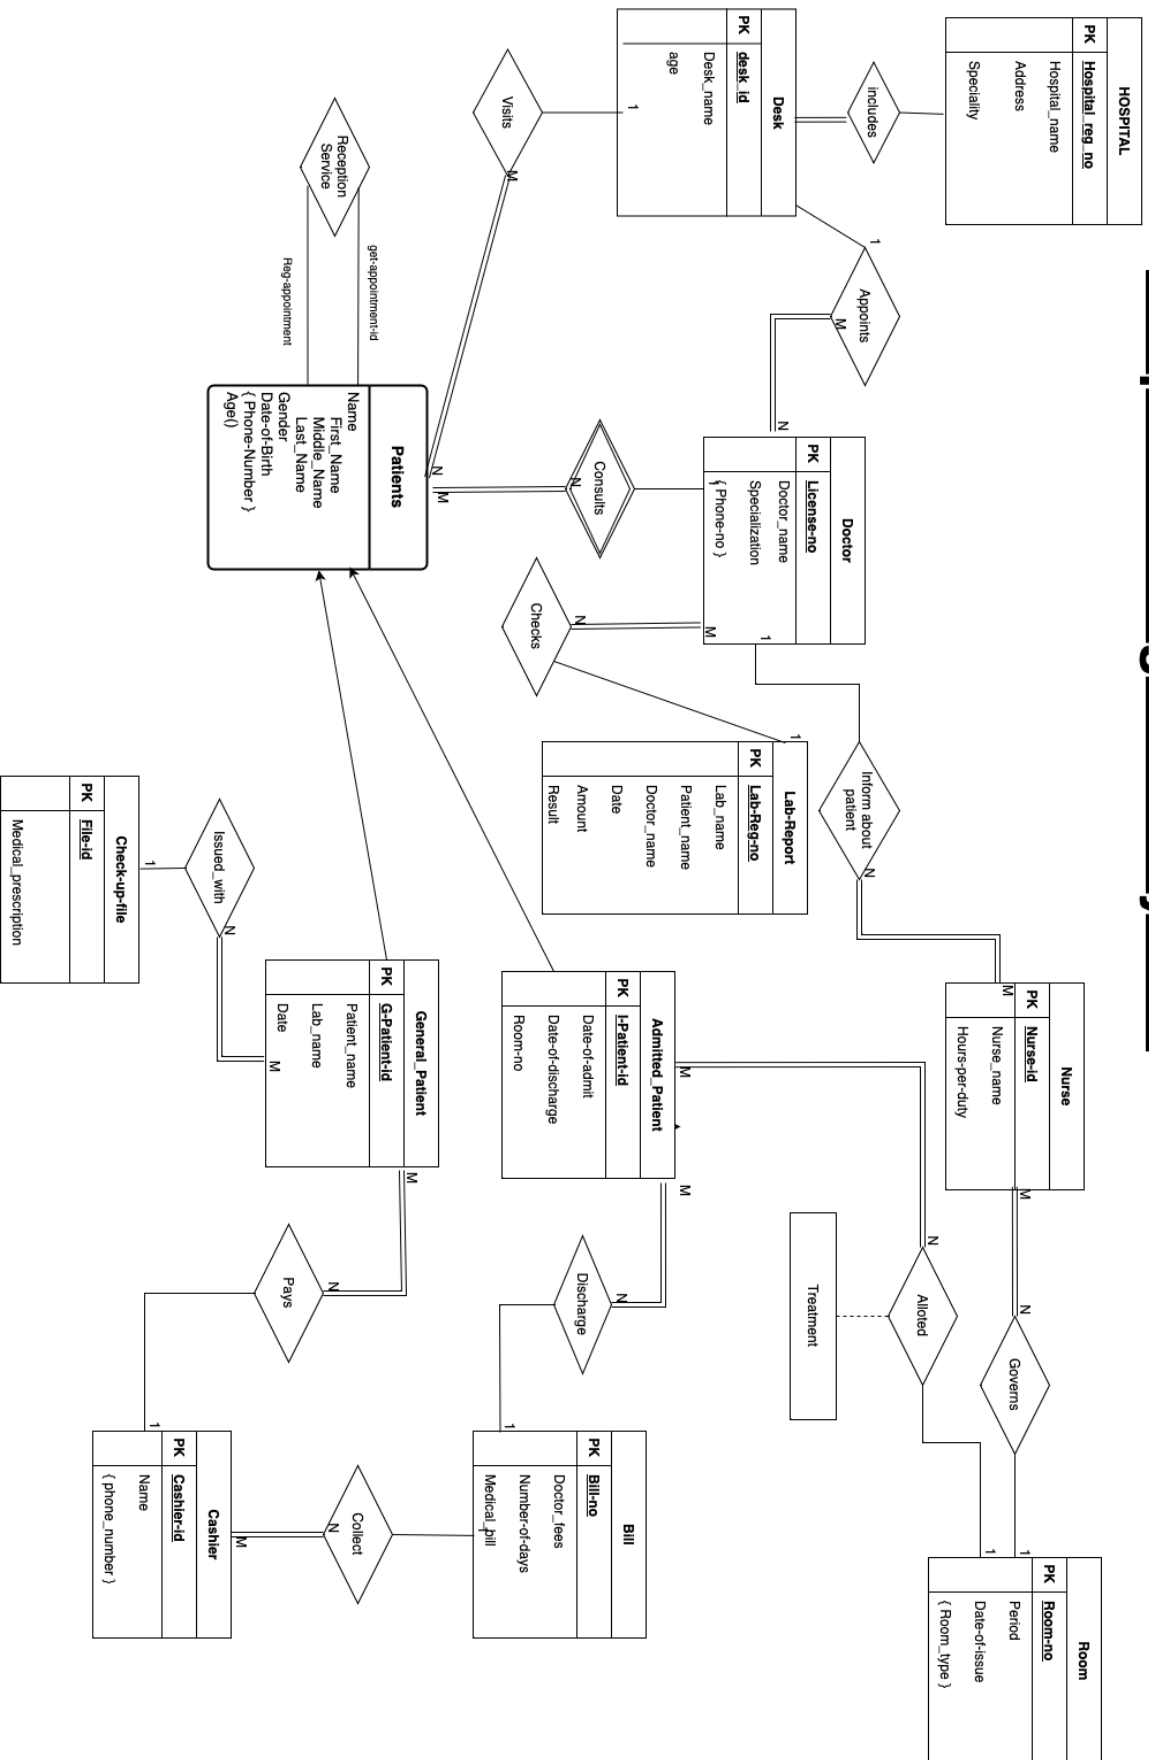 HOSPITAL
PK
Hospital_reg_no
Hospital_name
Address
Speciality
includes
Desk
PK
desk_id
Desk_name
age
1
Visits
M
1
Appoints
M
N
Reception
Service
get-appointment-id
Reg-appointment
Patients
Name
First_Name
Middle_Name
Last_Name
Gender
Date-of-Birth
{ Phone-Number }
Age()
N
M
Consults
N
Doctor
PK
License-no
Doctor_name
Specialization
{ Phone-no }
1
M
1
Checks
N
1
Lab-Report
PK
Lab-Reg-no
Lab_name
Patient_name
Doctor_name
Date
Amount
Result
Inform about
patient
N
M
Nurse
PK
Nurse-id
Nurse_name
Hours-per-duty
M
N
Governs
1
Room
PK
Room-no
Period
Date-of-issue
{ Room_type }
1
Alloted
N
Treatment
M
Admitted_Patient
PK
I-Patient-id
Date-of-admit
Date-of-discharge
Room-no
M
N
Discharge
1
Bill
PK
Bill-no
Doctor_fees
Number-of-days
Medical_bill
1
Collect
N
M
Cashier
PK
Cashier-id
Name
{ phone_number }
1
Pays
N
M
General_Patient
PK
G-Patient-id
Patient_name
Lab_name
Date
M
N
Issued_with
1
Check-up-file
PK
File-id
Medical_prescription